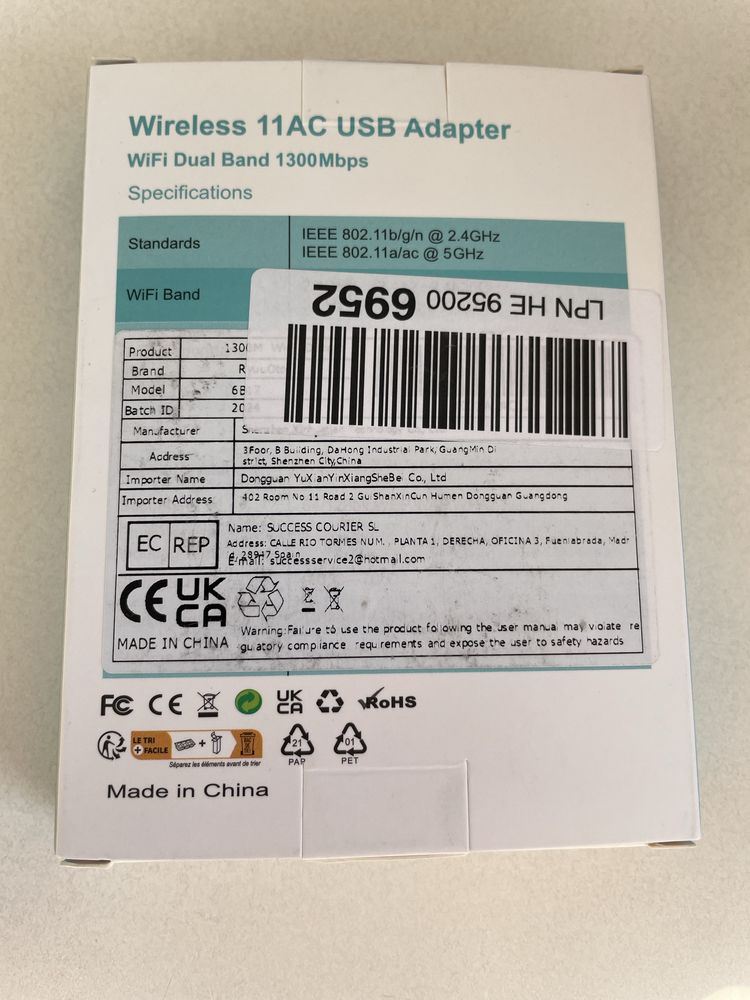 Wireless 11AC USB Adapter
WiFi Dual Band 1300Mbps
Specifications
Standards
IEEE 802.11b/g/n @ 2.4GHz
IEEE 802.11a/ac @ 5GHz
WiFi Band
LPN HE 95200 6952
Product
Brand
Model
Batch ID
Manufacturer
Address 3Foor, B Building, DaHong Industrial Park, GuangMin Di
strict, Shenzhen City,China
Importer Name Dongguan YuXianYinXiangSheBei Co., Ltd
Importer Address 402 Room No 11 Road 2 GuiShanXinCun Humen Dongguan Guangdong
EC REP
Name: SUCCESS COURIER SL
Address: CALLE RIO TORMES NUM. , PLANTA 1, DERECHA, OFICINA 3, Fuenlabrada, Madr
d, 28947 Spain
E-mail: successservice2@hotmail.com
CE UK
CA
MADE IN CHINA
Warning:Failure to use the product following the user manual may violate re
gulatory compliance requirements and expose the user to safety hazards
FC CE UK
CA RoHS
LE TRI
+ FACILE
Séparez les éléments avant de trier
21
PAP
01
PET
Made in China